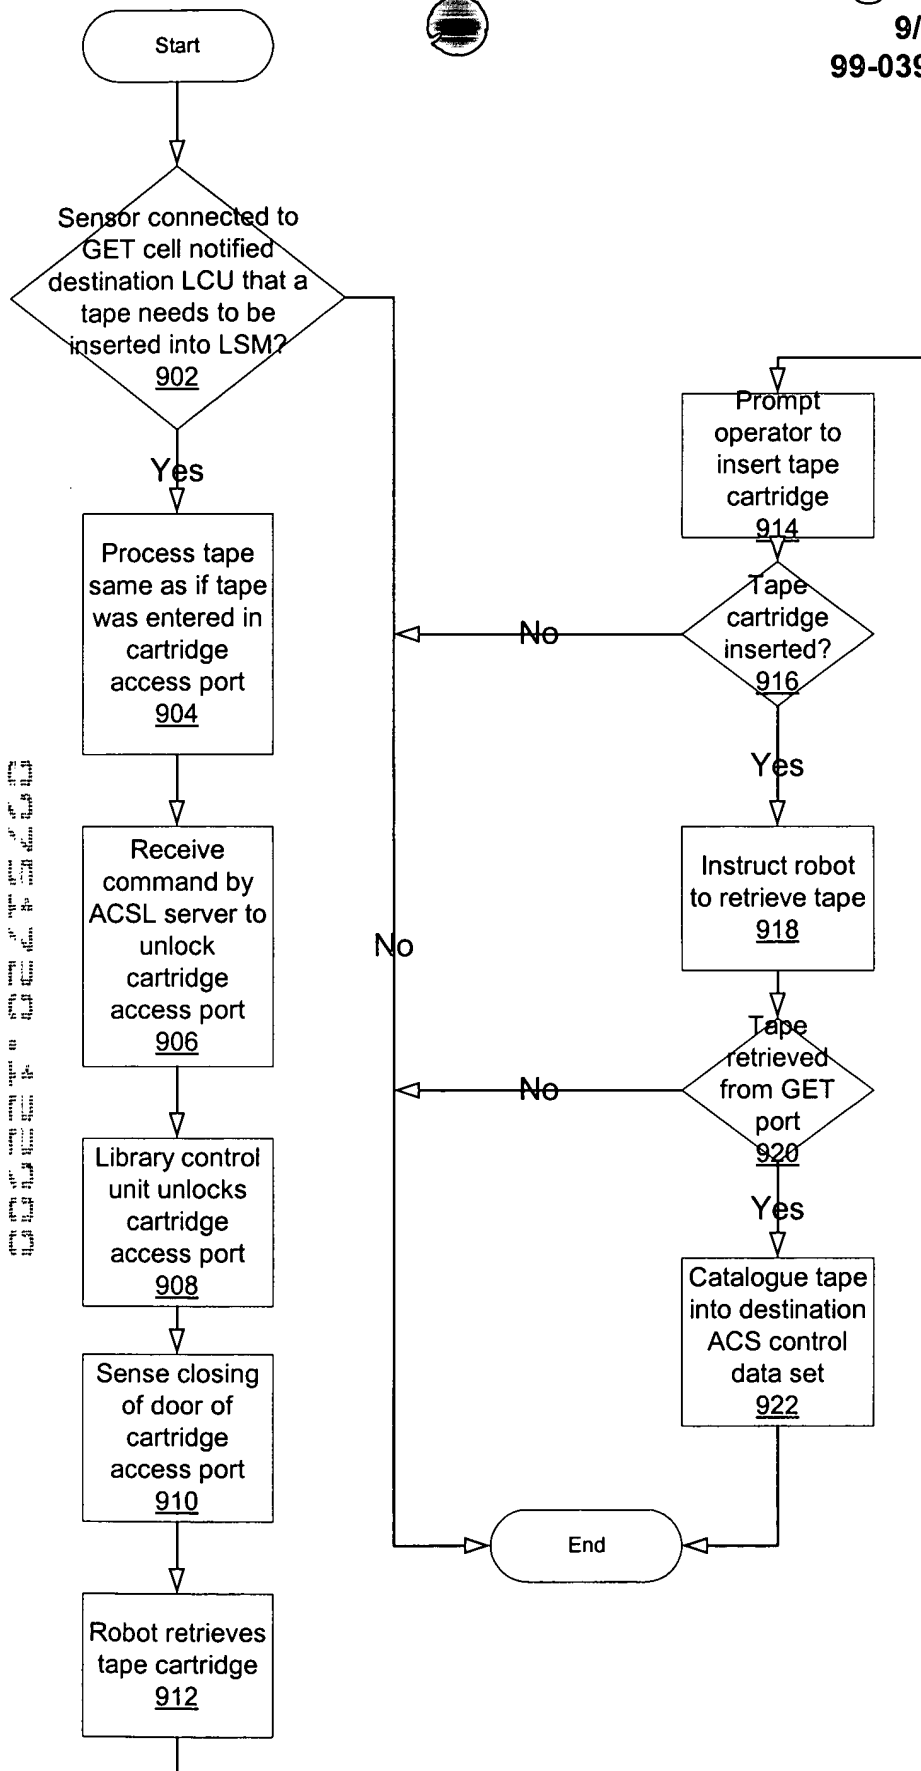 Start
9/
99-039
Sensor connected to
GET cell notified
destination LCU that a
tape needs to be
inserted into LSM?
902
Yes
Process tape
same as if tape
was entered in
cartridge
access port
904
Receive
command by
ACSL server to
unlock
cartridge
access port
906
Library control
unit unlocks
cartridge
access port
908
Sense closing
of door of
cartridge
access port
910
Robot retrieves
tape cartridge
912
No
Prompt
operator to
insert tape
cartridge
914
Tape
cartridge
inserted?
916
No
Yes
Instruct robot
to retrieve tape
918
Tape
retrieved
from GET
port
920
No
Yes
Catalogue tape
into destination
ACS control
data set
922
End